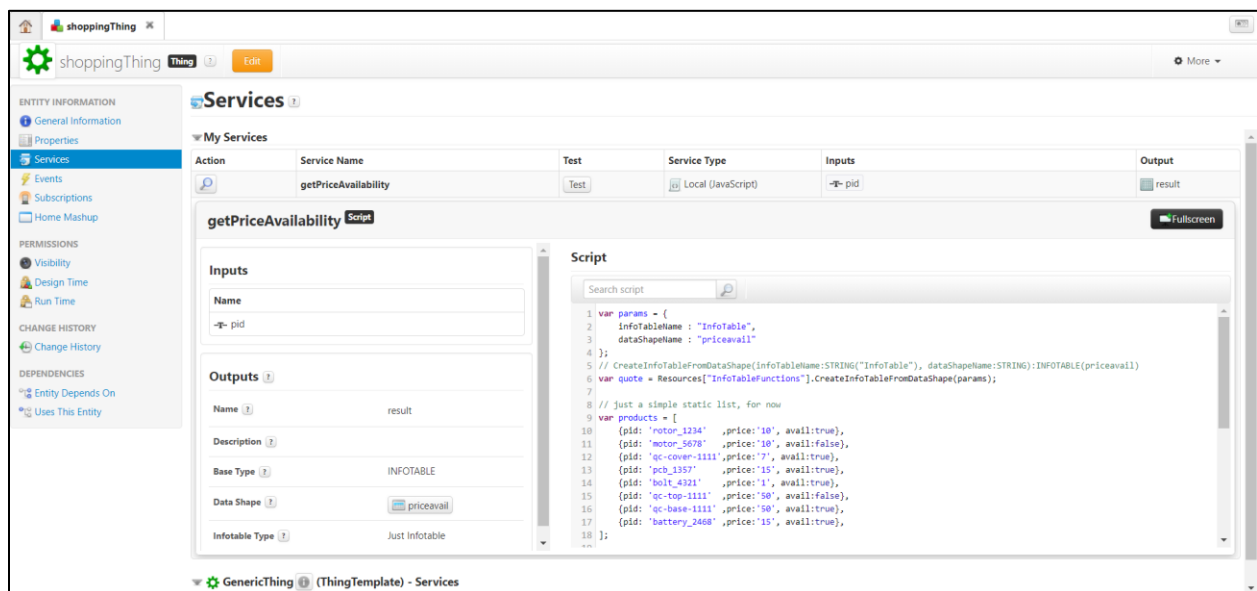 shoppingThing ×
shoppingThing Thing ? Edit
More
ENTITY INFORMATION
General Information
Properties
Services
Events
Subscriptions
Home Mashup
PERMISSIONS
Visibility
Design Time
Run Time
CHANGE HISTORY
Change History
DEPENDENCIES
Entity Depends On
Uses This Entity
Services ?
My Services
Action Service Name Test Service Type Inputs Output
getPriceAvailability Test Local (JavaScript) -T- pid result
getPriceAvailability Script Fullscreen
Inputs
Name
-T- pid
Outputs ?
Name ? result
Description ?
Base Type ? INFOTABLE
Data Shape ? priceavail
Infotable Type ? Just Infotable
Script
Search script
1 var params = {
2 infoTableName : "InfoTable",
3 dataShapeName : "priceavail"
4 };
5 // CreateInfoTableFromDataShape(infoTableName:STRING("InfoTable"), dataShapeName:STRING):INFOTABLE(priceavail)
6 var quote = Resources["InfoTableFunctions"].CreateInfoTableFromDataShape(params);
7
8 // just a simple static list, for now
9 var products = [
10 {pid: 'rotor_1234' ,price:'10', avail:true},
11 {pid: 'motor_5678' ,price:'10', avail:false},
12 {pid: 'qc-cover-1111',price:'7', avail:true},
13 {pid: 'pcb_1357' ,price:'15', avail:true},
14 {pid: 'bolt_4321' ,price:'1', avail:true},
15 {pid: 'qc-top-1111' ,price:'50', avail:false},
16 {pid: 'qc-base-1111' ,price:'50', avail:true},
17 {pid: 'battery_2468' ,price:'15', avail:true},
18 ];
GenericThing (ThingTemplate) - Services